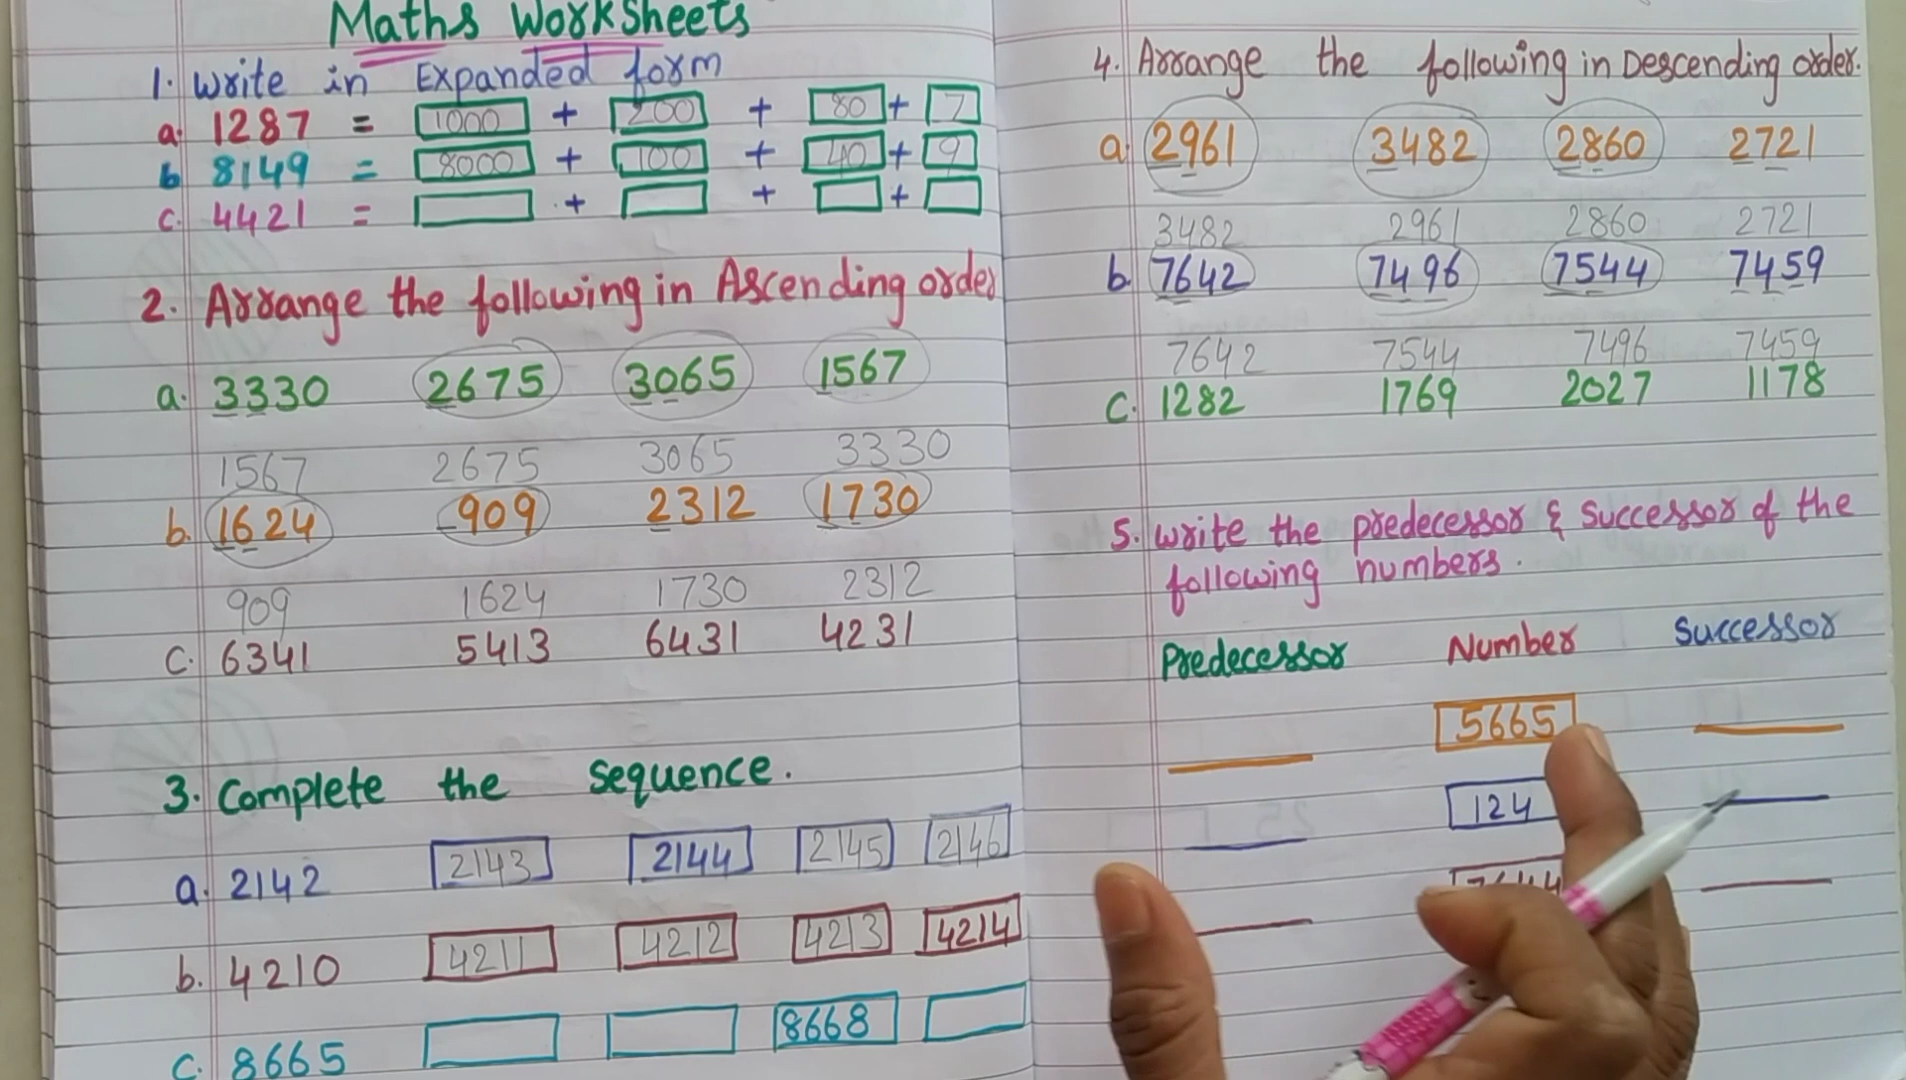 Maths Worksheets
1. Write in Expanded form
a. 1287 = 1000 + 200 + 80 + 7
b 8149 = 8000 + 100 + 40 + 9
c. 4421 = + + +
2. Arrange the following in Ascending order
a. 3330 2675 3065 1567
1567 2675 3065 3330
b. 1624 909 2312 1730
909 1624 1730 2312
c. 6341 5413 6431 4231
3. Complete the sequence.
a. 2142 2143 2144 2145 2146
b. 4210 4211 4212 4213 4214
c. 8665 8668
4. Arrange the following in Descending order.
a 2961 3482 2860 2721
3482 2961 2860 2721
b. 7642 7496 7544 7459
7642 7544 7496 7459
c. 1282 1769 2027 1178
5. Write the predecessor & successor of the
following numbers.
Predecessor Number Successor
5665
124